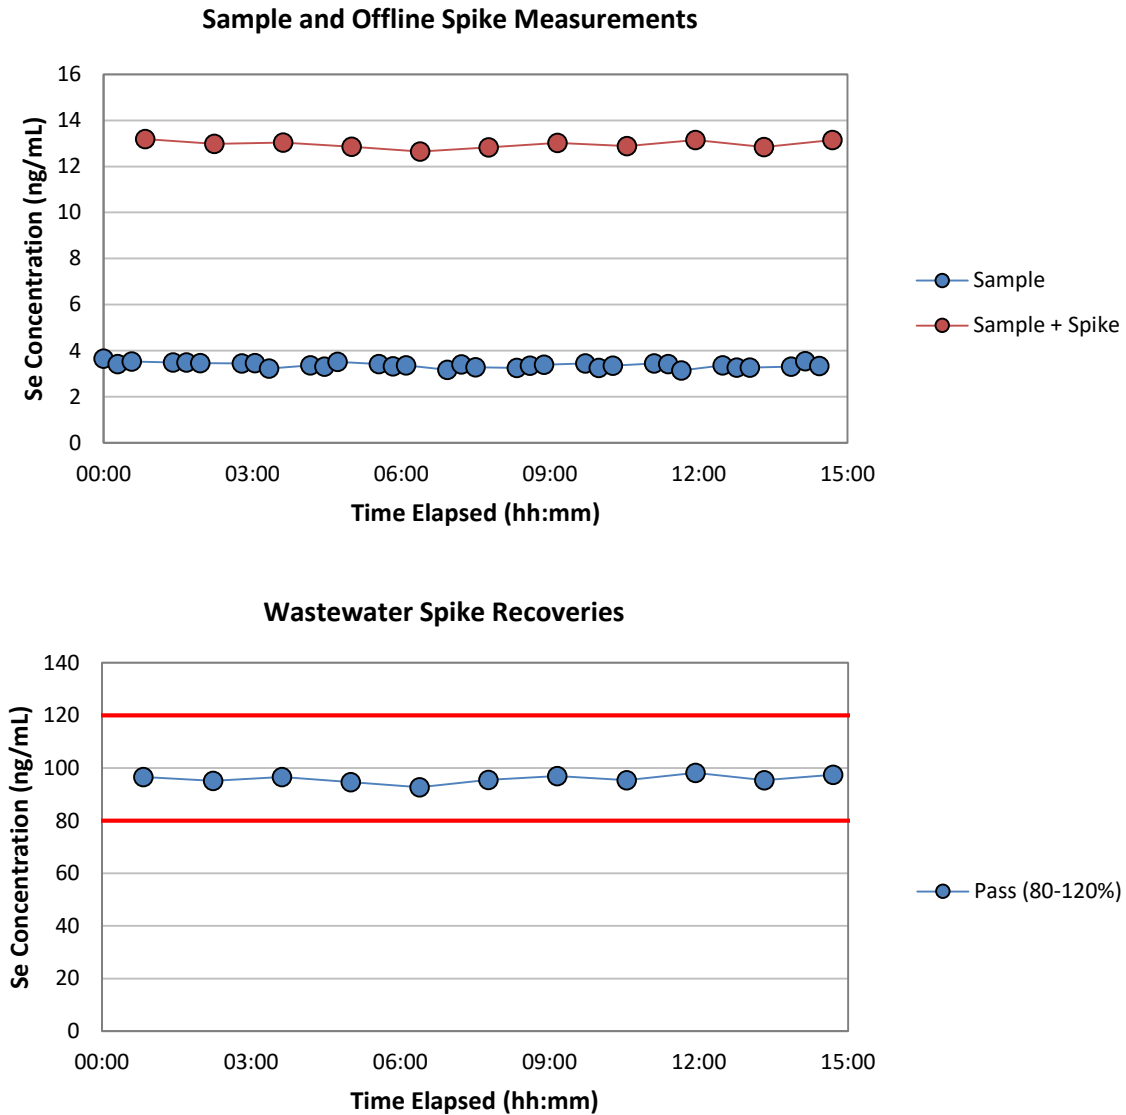 Sample and Offline Spike Measurements
16
14
12
10
8
6
4
2
0
Se Concentration (ng/mL)
00:00 03:00 06:00 09:00 12:00 15:00
Time Elapsed (hh:mm)
Sample
Sample + Spike
Wastewater Spike Recoveries
140
120
100
80
60
40
20
0
Se Concentration (ng/mL)
00:00 03:00 06:00 09:00 12:00 15:00
Time Elapsed (hh:mm)
Pass (80-120%)